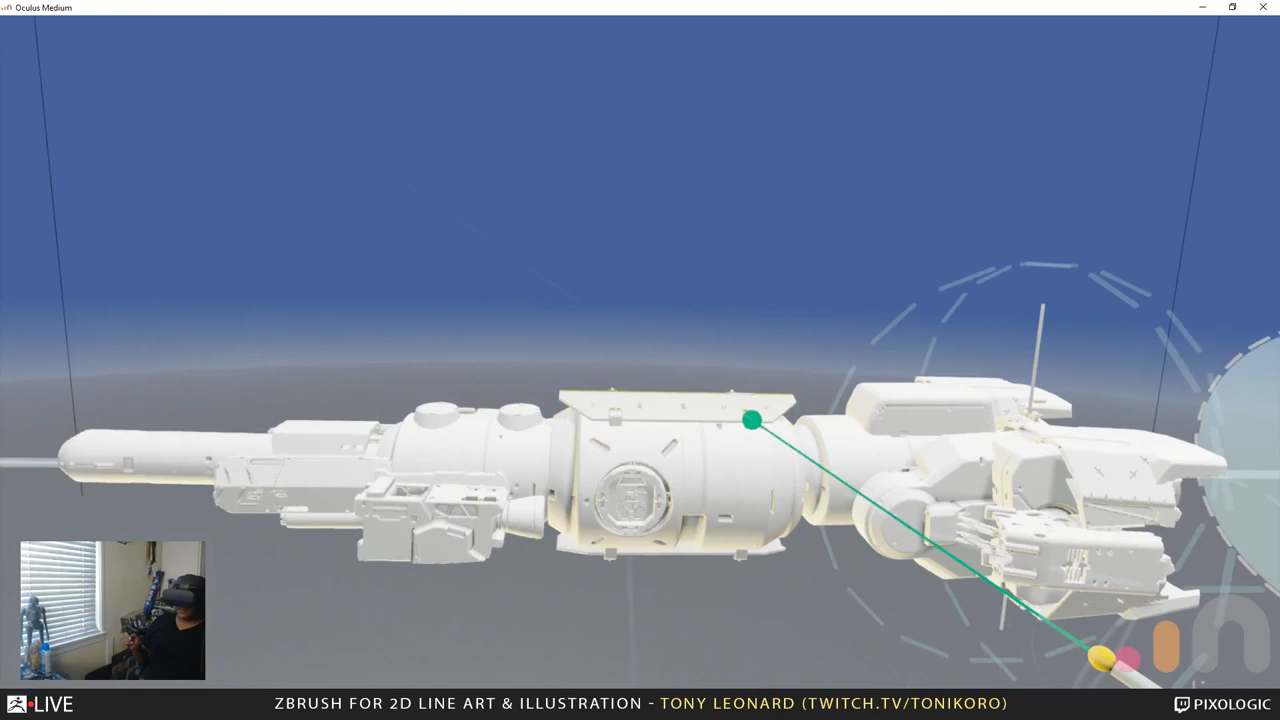 Oculus Medium
LIVE
ZBRUSH FOR 2D LINE ART & ILLUSTRATION - TONY LEONARD (TWITCH.TV/TONIKORO)
PIXOLOGIC